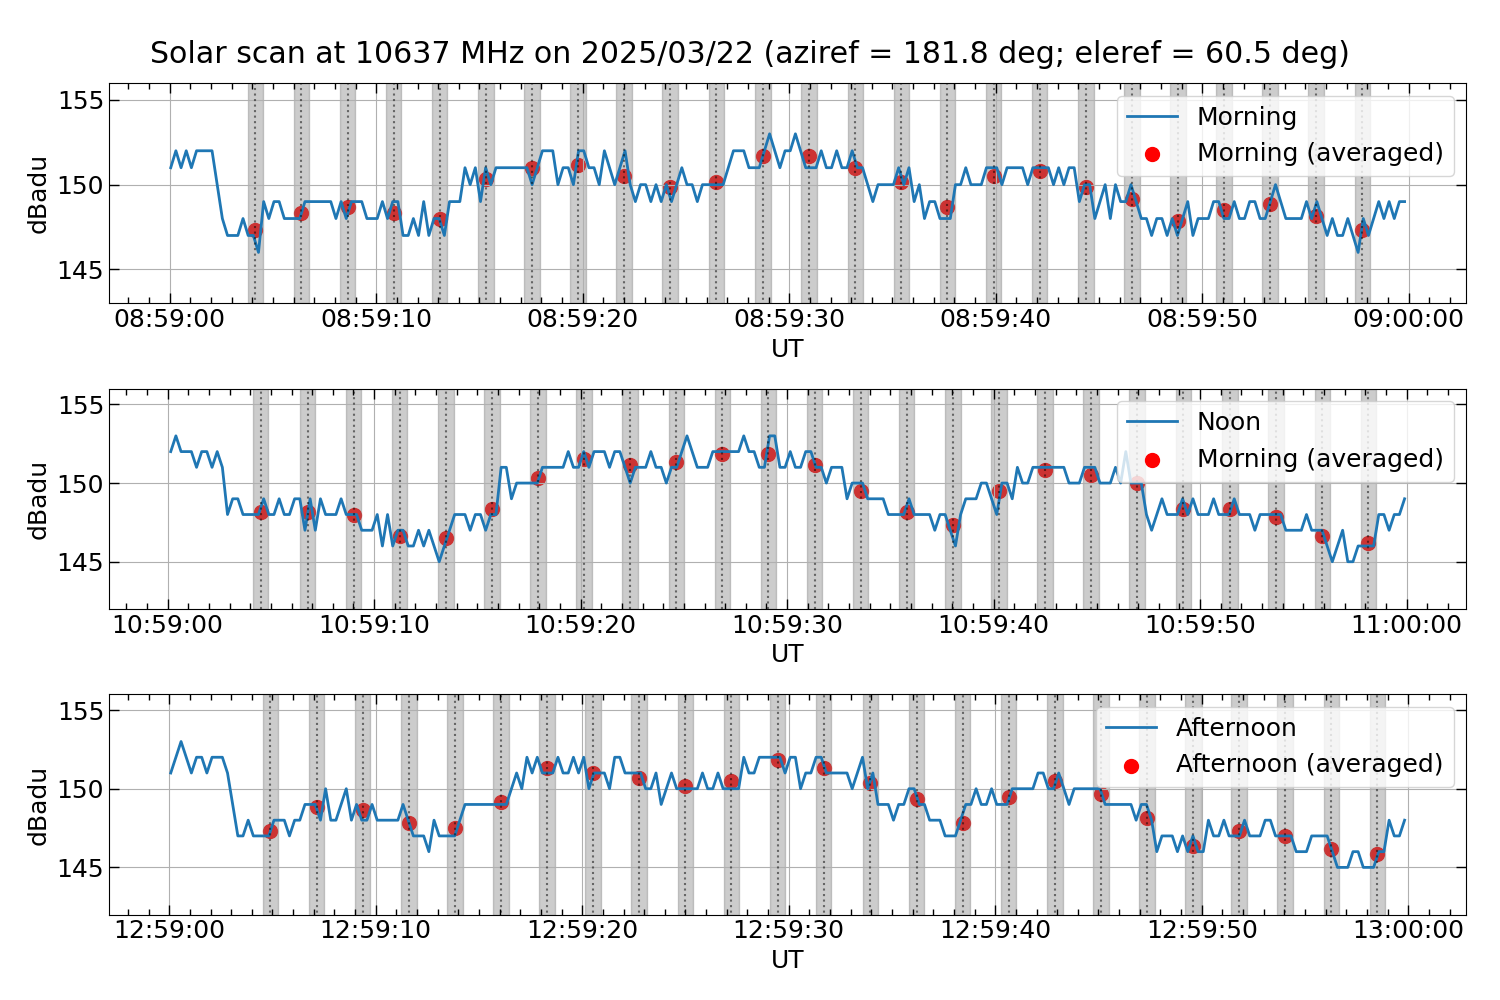 Solar scan at 10637 MHz on 2025/03/22 (aziref = 181.8 deg; eleref = 60.5 deg)
155
150
145
dBadu
Morning
Morning (averaged)
08:59:00 08:59:10 08:59:20 08:59:30 08:59:40 08:59:50 09:00:00
UT
155
150
145
dBadu
Noon
Morning (averaged)
10:59:00 10:59:10 10:59:20 10:59:30 10:59:40 10:59:50 11:00:00
UT
155
150
145
dBadu
Afternoon
Afternoon (averaged)
12:59:00 12:59:10 12:59:20 12:59:30 12:59:40 12:59:50 13:00:00
UT